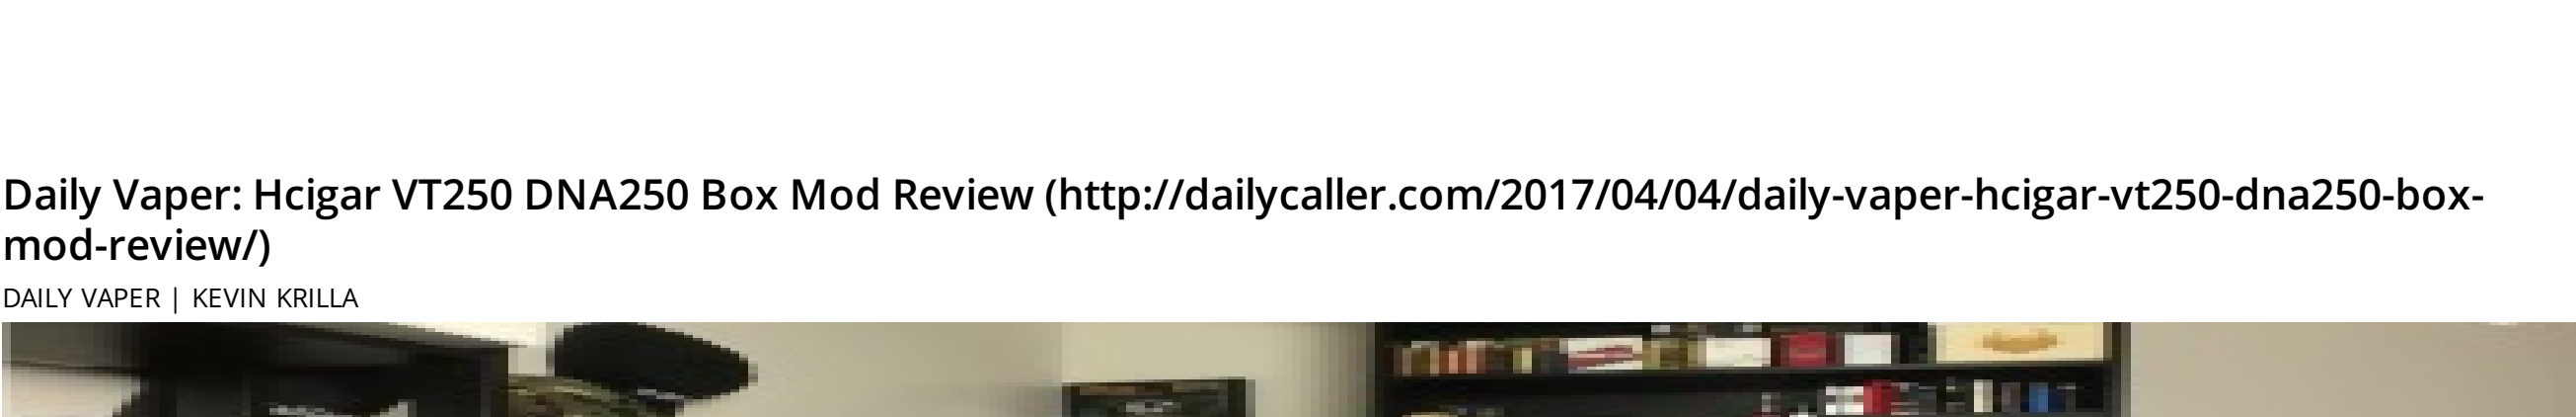 Daily Vaper: Hcigar VT250 DNA250 Box Mod Review (http://dailycaller.com/2017/04/04/daily-vaper-hcigar-vt250-dna250-box-
mod-review/)
DAILY VAPER | KEVIN KRILLA